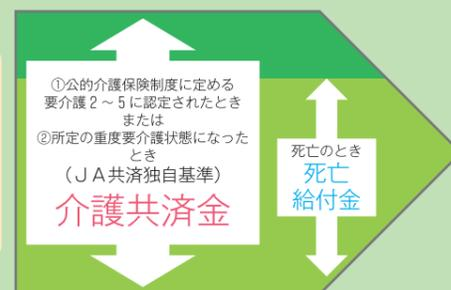 ①公的介護保険制度に定める
要介護2～5に認定されたとき
または
②所定の重度要介護状態になった
とき
（ＪＡ共済独自基準）
介護共済金
死亡のとき
死亡
給付金